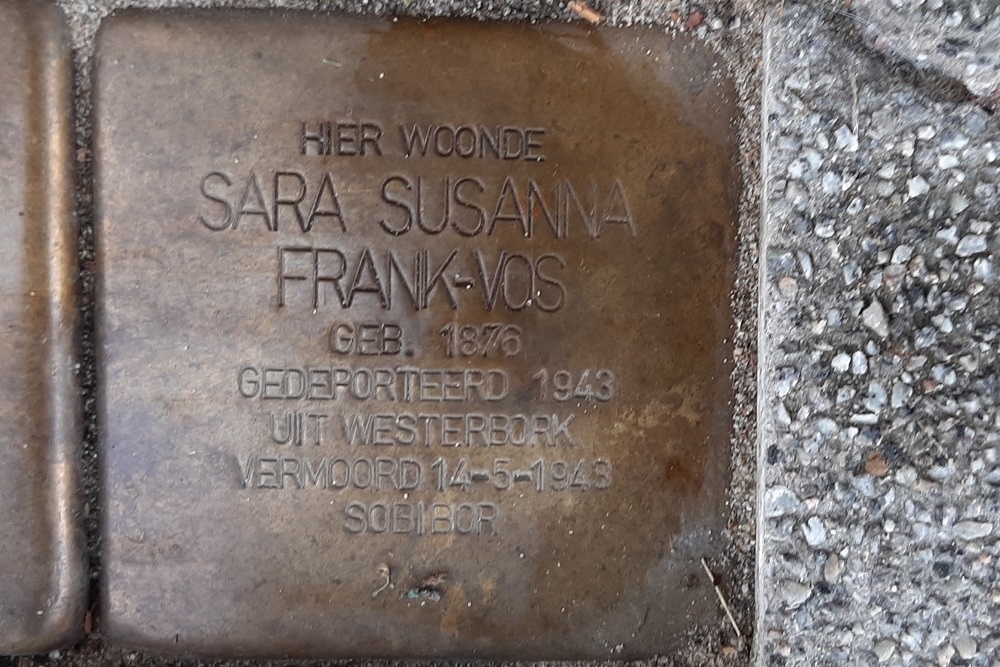 HIER WOONDE
SARA SUSANNA
FRANK-VOS
GEB. 1876
GEDEPORTEERD 1943
UIT WESTERBORK
VERMOORD 14-5-1943
SOBIBOR